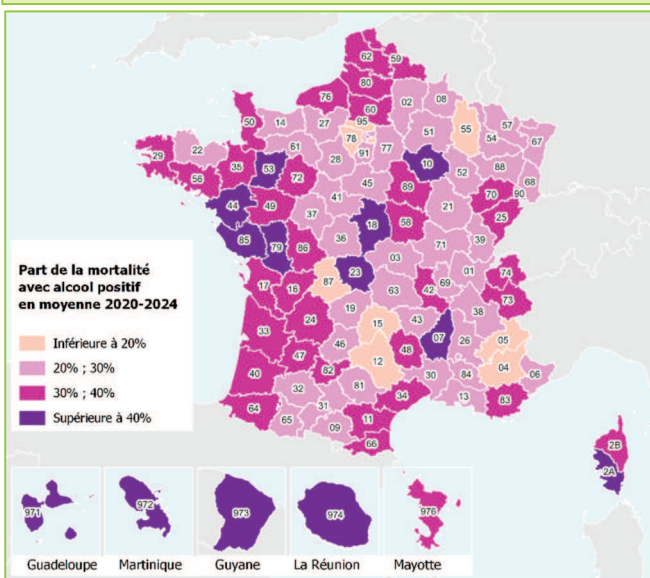 62 59
80
76 02 08
60
50 14 27 95 55 57
78 51 54 67
29 22 61 91 77
35 53 28 10 88
56 72 52 68
45 89 70 90
44 49 41
37 18 58 21 25
85 79 36 71 39
86
Part de la mortalité
avec alcool positif
en moyenne 2020-2024
23 03 01 74
17 16 87 69
63 42 73
Inférieure à 20%
24 19 38
33 15 43
20% ; 30%
46 07 26 05
47 48
30% ; 40%
40 82 12 04
30 84 06
Supérieure à 40%
32 81 34 13
64 31 83
65 09 11
66
2B
2A
971 972 973 974 976
Guadeloupe Martinique Guyane La Réunion Mayotte